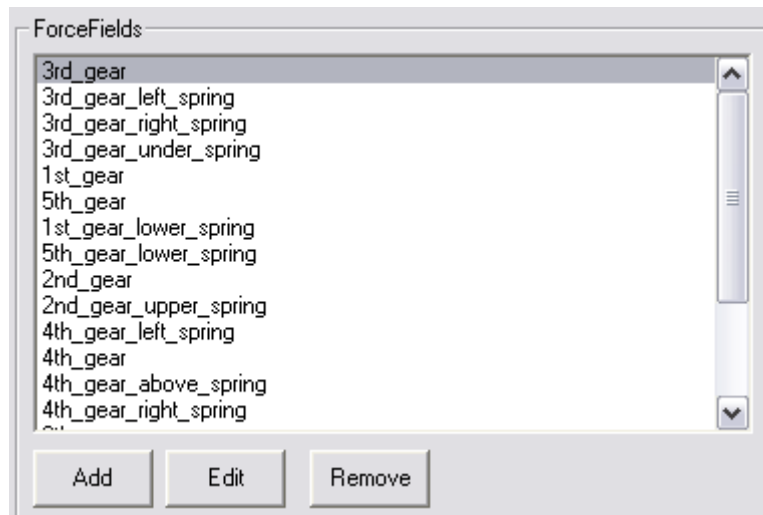 ForceFields
3rd_gear
3rd_gear_left_spring
3rd_gear_right_spring
3rd_gear_under_spring
1st_gear
5th_gear
1st_gear_lower_spring
5th_gear_lower_spring
2nd_gear
2nd_gear_upper_spring
4th_gear_left_spring
4th_gear
4th_gear_above_spring
4th_gear_right_spring
Add Edit Remove